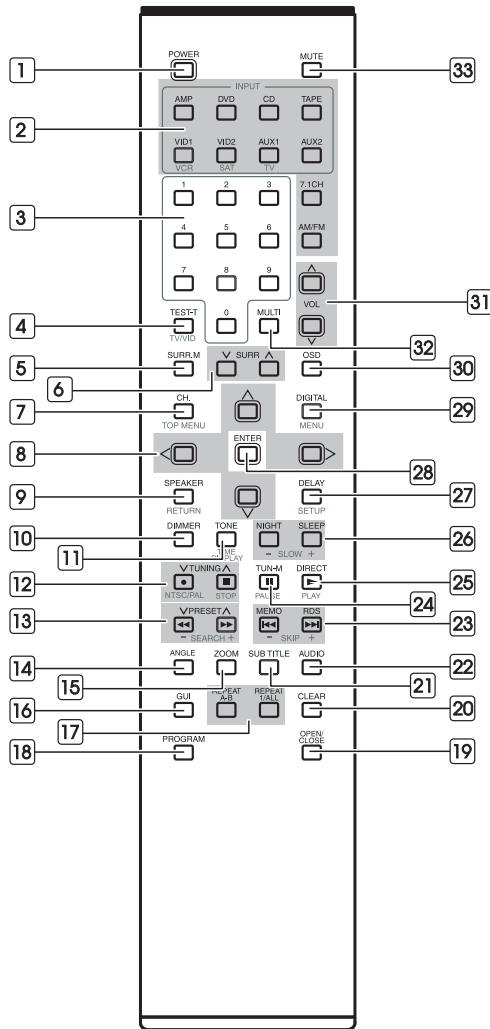 POWER MUTE
1 33
INPUT
AMP DVD CD TAPE
2
VID1 VID2 AUX1 AUX2
VCR SAT TV
1 2 3 7.1CH
3
4 5 6 AM/FM
7 8 9
VOL 31
4 TEST-T 0 MULTI
TV/VID 32
5 SURR.M SURR OSD 30
6
7 CH. DIGITAL 29
TOP MENU MENU
8 ENTER
28
9 SPEAKER DELAY 27
RETURN SETUP
10 DIMMER TONE NIGHT SLEEP 26
11 TIME DISPLAY - SLOW +
12 TUNING TUN-M DIRECT 25
NTSC/PAL STOP PAUSE PLAY
24
13 PRESET MEMO RDS 23
- SEARCH + - SKIP +
14 ANGLE ZOOM SUB TITLE AUDIO 22
15 21
16 GUI REPEAT A-B REPEAT 1/ALL CLEAR 20
17
18 PROGRAM OPEN/
CLOSE 19